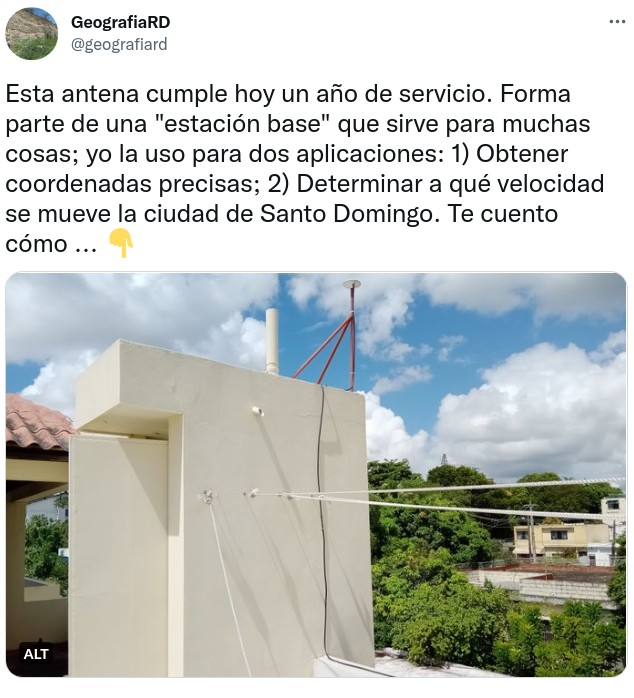 GeografiaRD
@geografiard
Esta antena cumple hoy un año de servicio. Forma
parte de una "estación base" que sirve para muchas
cosas; yo la uso para dos aplicaciones: 1) Obtener
coordenadas precisas; 2) Determinar a qué velocidad
se mueve la ciudad de Santo Domingo. Te cuento
cómo ... 👇
ALT